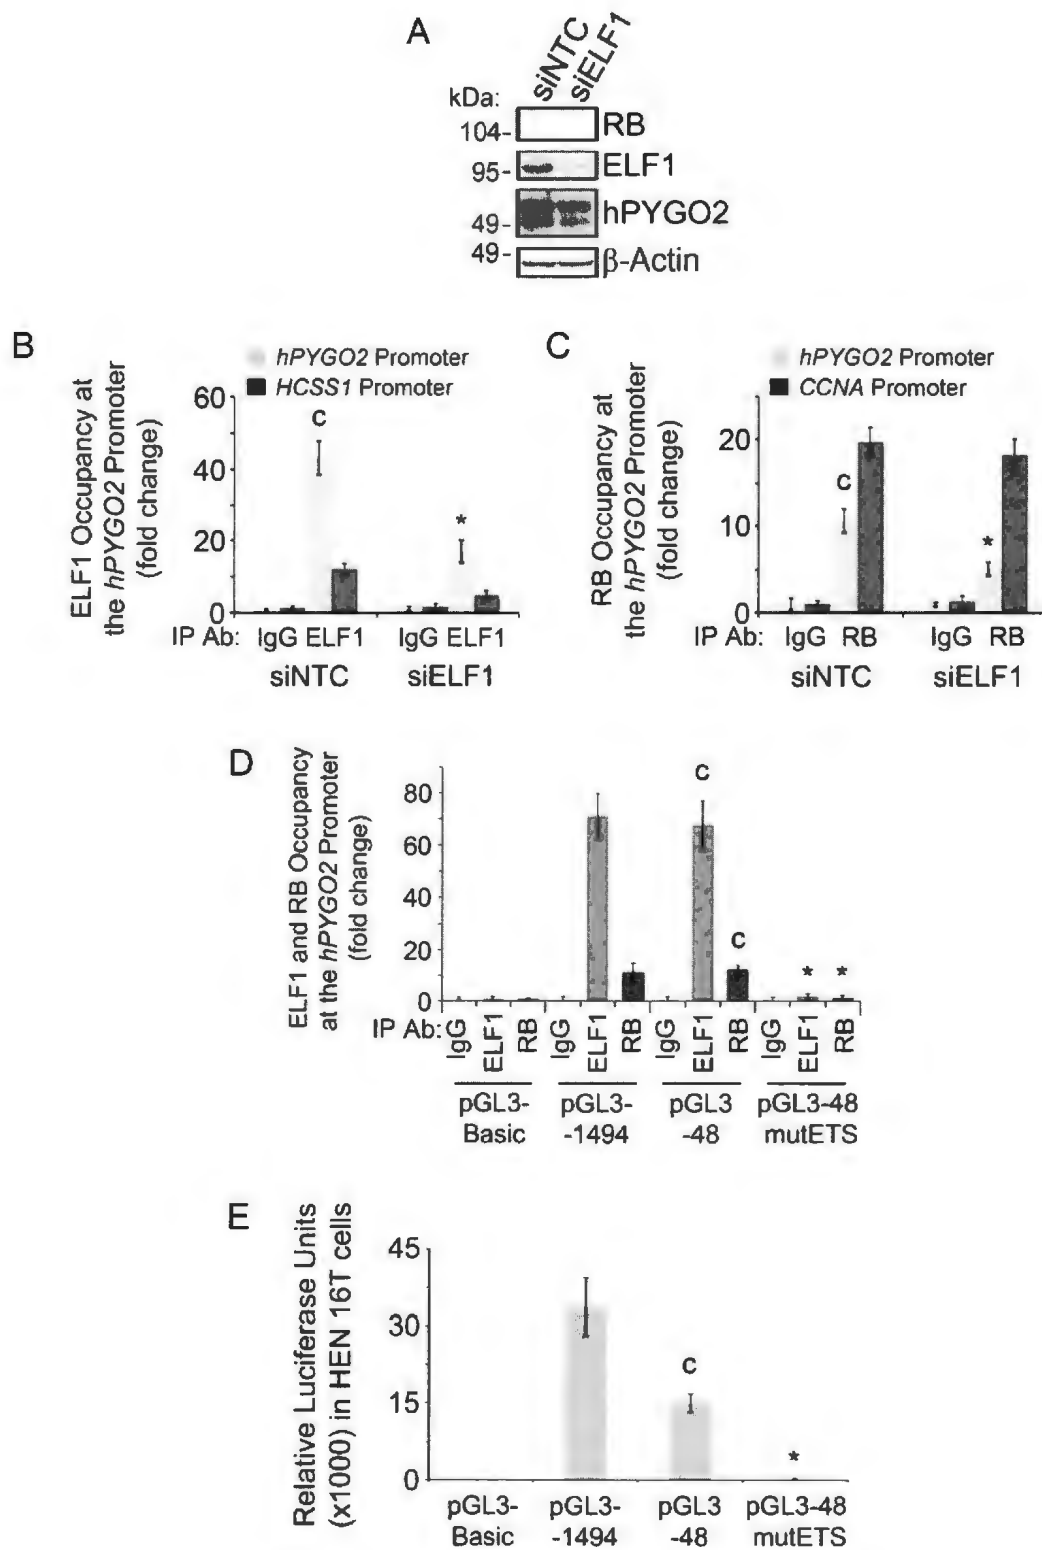 A
siNTC
siELF1
kDa:
104- RB
95- ELF1
49- hPYGO2
49- β-Actin
B
hPYGO2 Promoter
HCSS1 Promoter
ELF1 Occupancy at
the hPYGO2 Promoter
(fold change)
60
40
20
0
c
*
IP Ab: IgG ELF1 IgG ELF1
siNTC siELF1
C
hPYGO2 Promoter
CCNA Promoter
RB Occupancy at
the hPYGO2 Promoter
(fold change)
20
10
0
c
*
IP Ab: IgG RB IgG RB
siNTC siELF1
D
ELF1 and RB Occupancy
at the hPYGO2 Promoter
(fold change)
80
60
40
20
0
c
c
* *
IP Ab: IgG ELF1 RB IgG ELF1 RB IgG ELF1 RB IgG ELF1 RB
pGL3- pGL3- pGL3 pGL3-48
Basic -1494 -48 mutETS
E
Relative Luciferase Units
(x1000) in HEN 16T cells
45
30
15
0
c
*
pGL3- pGL3- pGL3 pGL3-48
Basic -1494 -48 mutETS